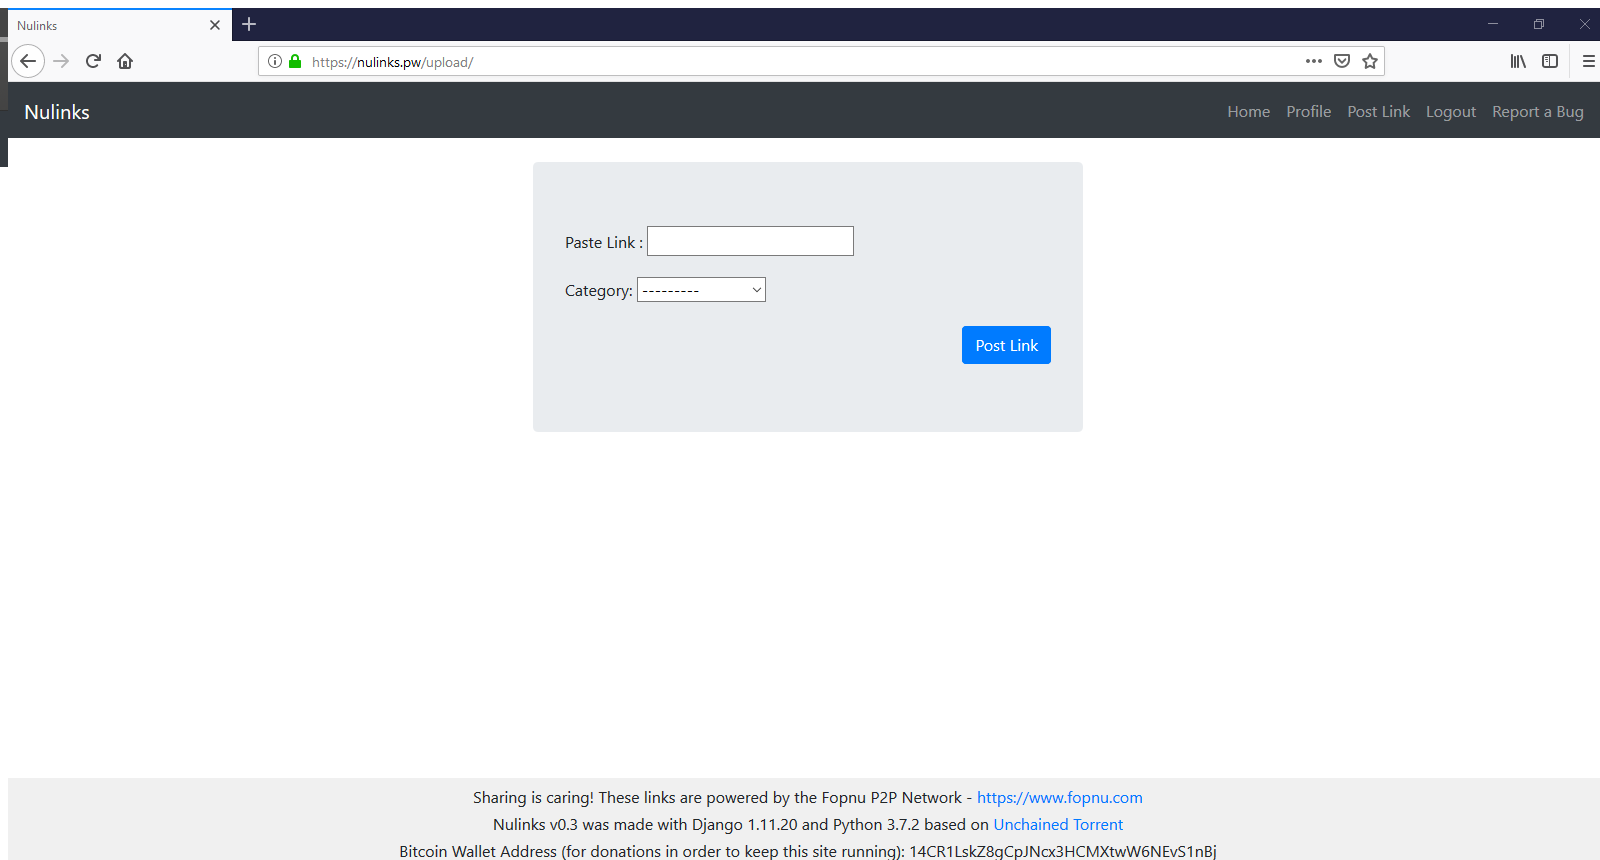 Nulinks
https://nulinks.pw/upload/
Nulinks Home Profile Post Link Logout Report a Bug
Paste Link :
Category: ---------
Post Link
Sharing is caring! These links are powered by the Fopnu P2P Network - https://www.fopnu.com
Nulinks v0.3 was made with Django 1.11.20 and Python 3.7.2 based on Unchained Torrent
Bitcoin Wallet Address (for donations in order to keep this site running): 14CR1LskZ8gCpJNcx3HCMXtwW6NEvS1nBj